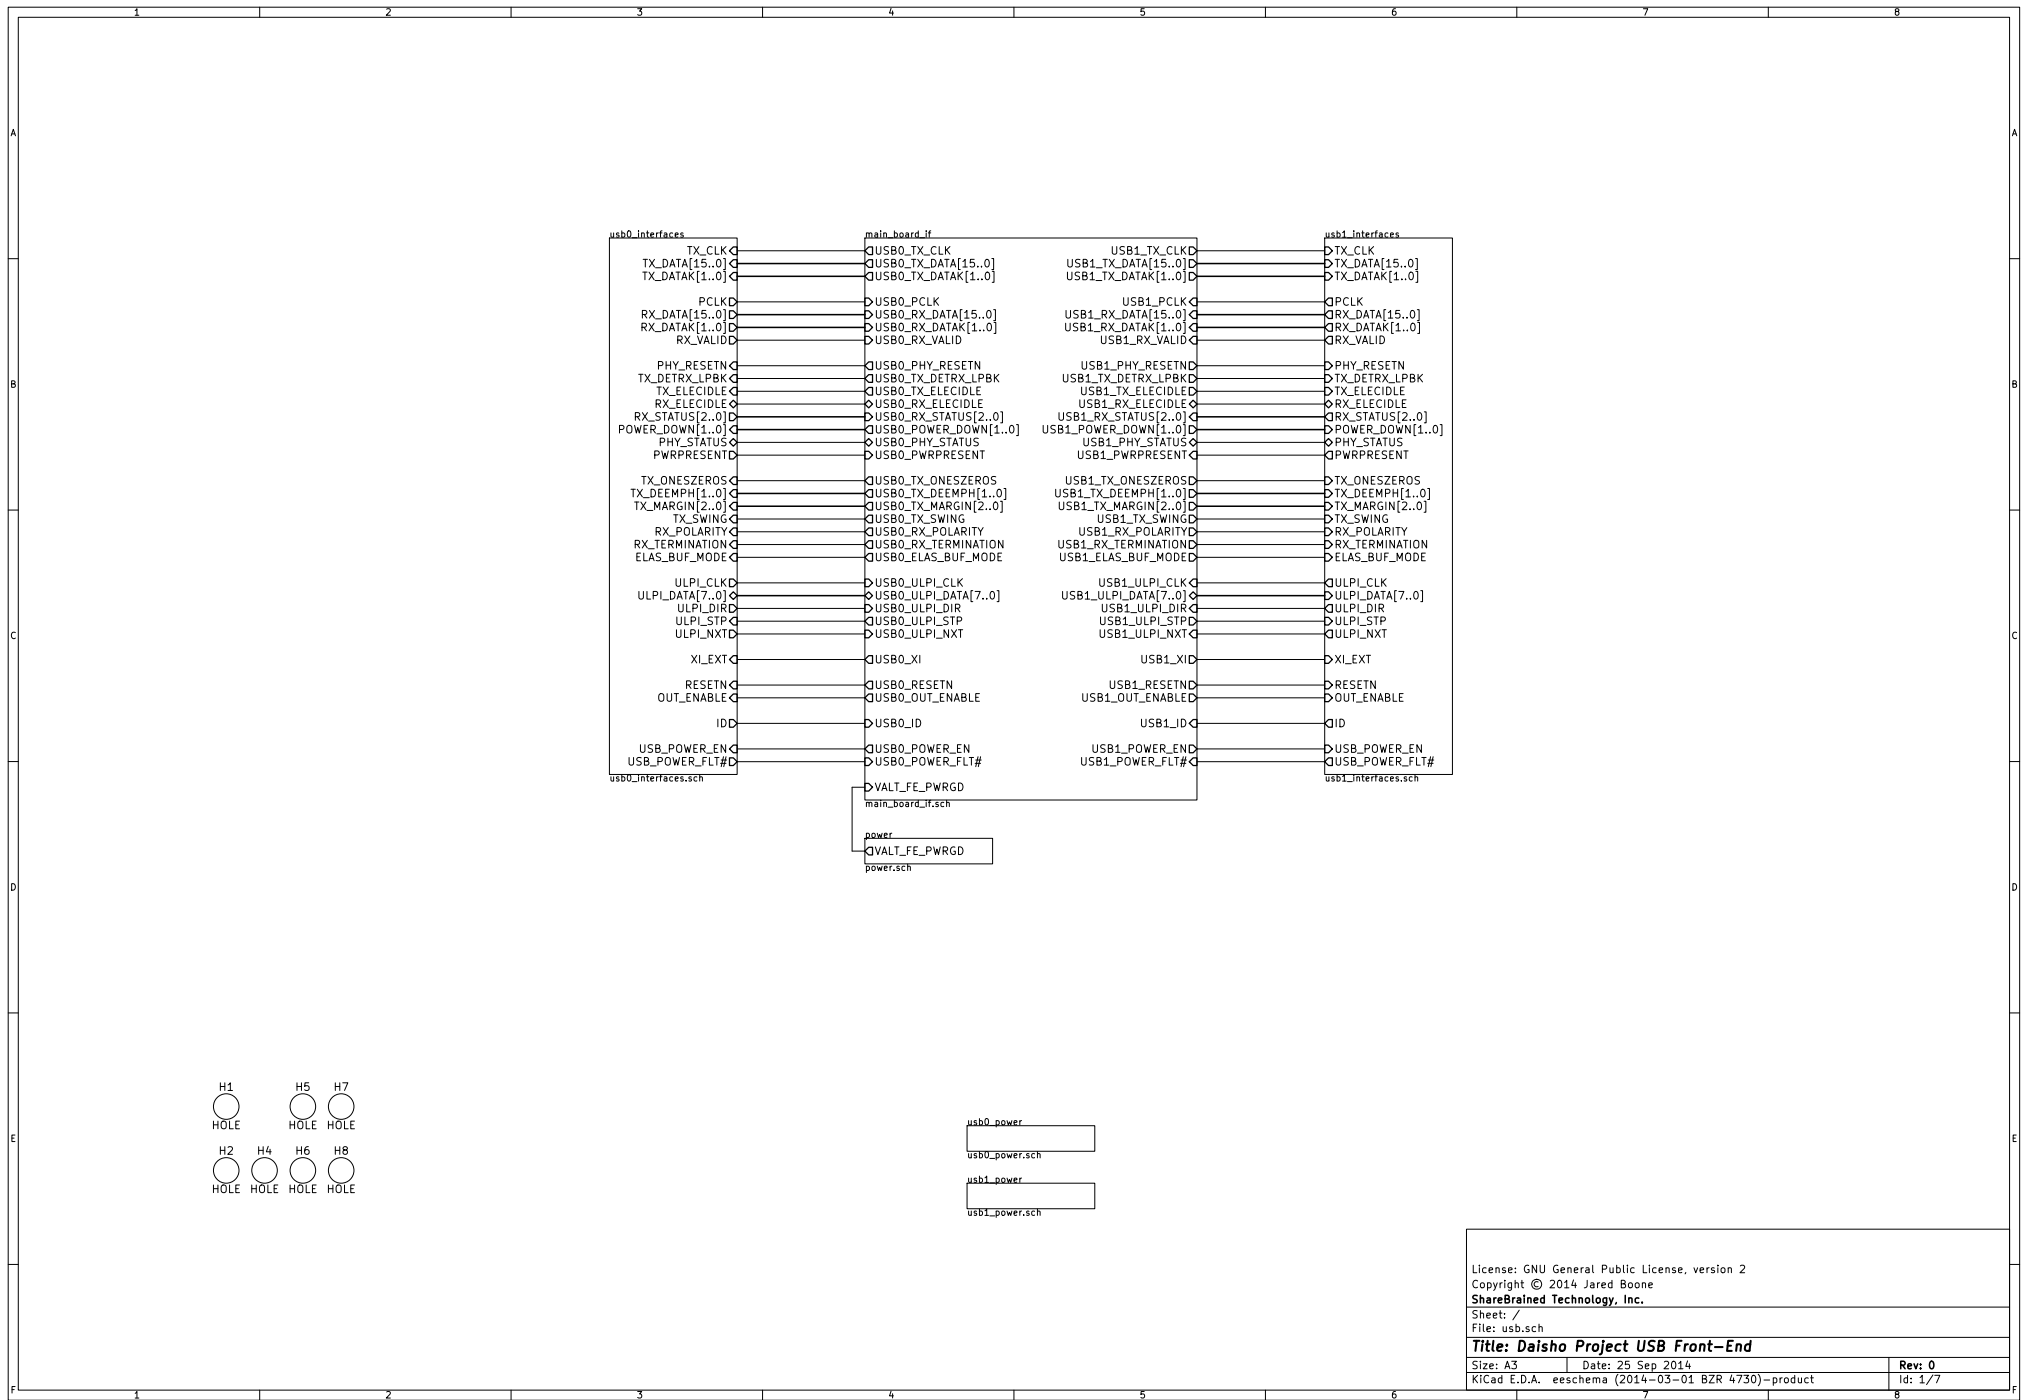 1 2 3 4 5 6 7 8
A A
B B
C C
D D
E E
F F
usb0_interfaces
TX_CLK
TX_DATA[15..0]
TX_DATAK[1..0]
PCLK
RX_DATA[15..0]
RX_DATAK[1..0]
RX_VALID
PHY_RESETN
TX_DETRX_LPBK
TX_ELECIDLE
RX_ELECIDLE
RX_STATUS[2..0]
POWER_DOWN[1..0]
PHY_STATUS
PWRPRESENT
TX_ONESZEROS
TX_DEEMPH[1..0]
TX_MARGIN[2..0]
TX_SWING
RX_POLARITY
RX_TERMINATION
ELAS_BUF_MODE
ULPI_CLK
ULPI_DATA[7..0]
ULPI_DIR
ULPI_STP
ULPI_NXT
XI_EXT
RESETN
OUT_ENABLE
ID
USB_POWER_EN
USB_POWER_FLT#
usb0_interfaces.sch
main_board_if
USB0_TX_CLK
USB0_TX_DATA[15..0]
USB0_TX_DATAK[1..0]
USB0_PCLK
USB0_RX_DATA[15..0]
USB0_RX_DATAK[1..0]
USB0_RX_VALID
USB0_PHY_RESETN
USB0_TX_DETRX_LPBK
USB0_TX_ELECIDLE
USB0_RX_ELECIDLE
USB0_RX_STATUS[2..0]
USB0_POWER_DOWN[1..0]
USB0_PHY_STATUS
USB0_PWRPRESENT
USB0_TX_ONESZEROS
USB0_TX_DEEMPH[1..0]
USB0_TX_MARGIN[2..0]
USB0_TX_SWING
USB0_RX_POLARITY
USB0_RX_TERMINATION
USB0_ELAS_BUF_MODE
USB0_ULPI_CLK
USB0_ULPI_DATA[7..0]
USB0_ULPI_DIR
USB0_ULPI_STP
USB0_ULPI_NXT
USB0_XI
USB0_RESETN
USB0_OUT_ENABLE
USB0_ID
USB0_POWER_EN
USB0_POWER_FLT#
VALT_FE_PWRGD
main_board_if.sch
USB1_TX_CLK
USB1_TX_DATA[15..0]
USB1_TX_DATAK[1..0]
USB1_PCLK
USB1_RX_DATA[15..0]
USB1_RX_DATAK[1..0]
USB1_RX_VALID
USB1_PHY_RESETN
USB1_TX_DETRX_LPBK
USB1_TX_ELECIDLE
USB1_RX_ELECIDLE
USB1_RX_STATUS[2..0]
USB1_POWER_DOWN[1..0]
USB1_PHY_STATUS
USB1_PWRPRESENT
USB1_TX_ONESZEROS
USB1_TX_DEEMPH[1..0]
USB1_TX_MARGIN[2..0]
USB1_TX_SWING
USB1_RX_POLARITY
USB1_RX_TERMINATION
USB1_ELAS_BUF_MODE
USB1_ULPI_CLK
USB1_ULPI_DATA[7..0]
USB1_ULPI_DIR
USB1_ULPI_STP
USB1_ULPI_NXT
USB1_XI
USB1_RESETN
USB1_OUT_ENABLE
USB1_ID
USB1_POWER_EN
USB1_POWER_FLT#
usb1_interfaces
TX_CLK
TX_DATA[15..0]
TX_DATAK[1..0]
PCLK
RX_DATA[15..0]
RX_DATAK[1..0]
RX_VALID
PHY_RESETN
TX_DETRX_LPBK
TX_ELECIDLE
RX_ELECIDLE
RX_STATUS[2..0]
POWER_DOWN[1..0]
PHY_STATUS
PWRPRESENT
TX_ONESZEROS
TX_DEEMPH[1..0]
TX_MARGIN[2..0]
TX_SWING
RX_POLARITY
RX_TERMINATION
ELAS_BUF_MODE
ULPI_CLK
ULPI_DATA[7..0]
ULPI_DIR
ULPI_STP
ULPI_NXT
XI_EXT
RESETN
OUT_ENABLE
ID
USB_POWER_EN
USB_POWER_FLT#
usb1_interfaces.sch
power
VALT_FE_PWRGD
power.sch
H1 H5 H7
HOLE HOLE HOLE
H2 H4 H6 H8
HOLE HOLE HOLE HOLE
usb0_power
usb0_power.sch
usb1_power
usb1_power.sch
License: GNU General Public License, version 2
Copyright © 2014 Jared Boone
ShareBrained Technology, Inc.
Sheet: /
File: usb.sch
Title: Daisho Project USB Front-End
Size: A3 Date: 25 Sep 2014 Rev: 0
KiCad E.D.A. eeschema (2014-03-01 BZR 4730)-product Id: 1/7
1 2 3 4 5 6 7 8